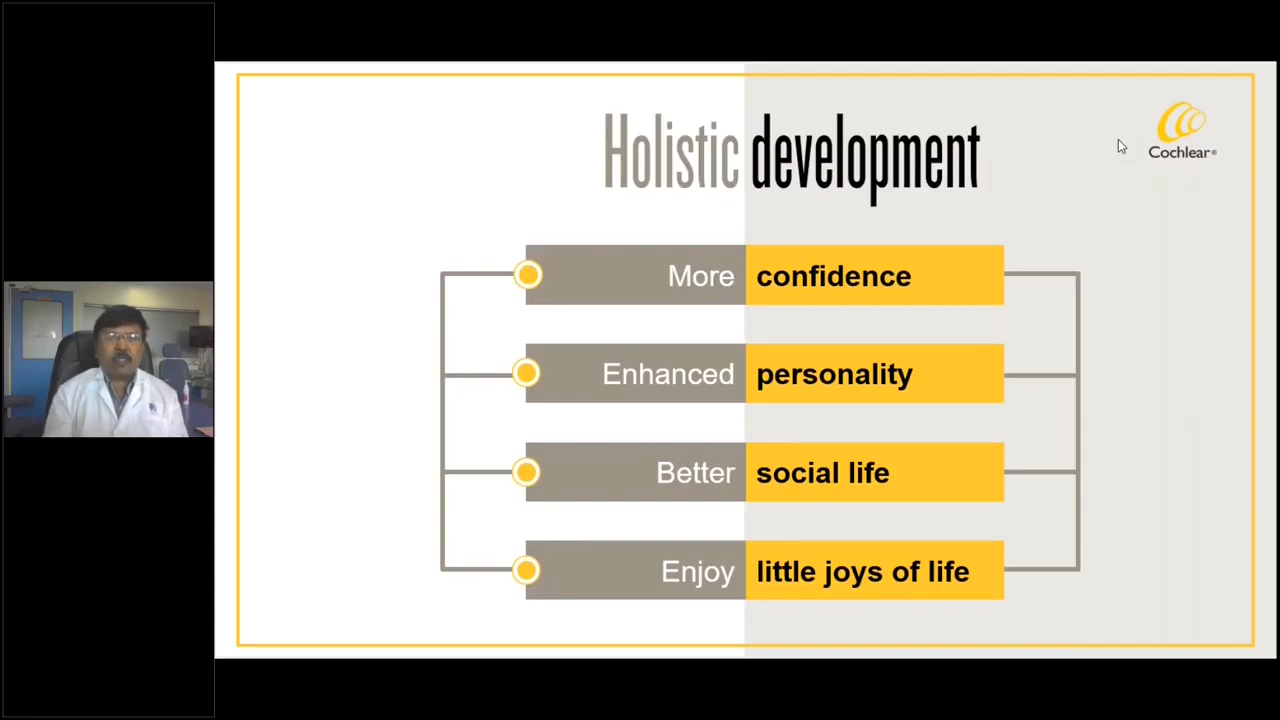 Holistic development
Cochlear®
More confidence
Enhanced personality
Better social life
Enjoy little joys of life